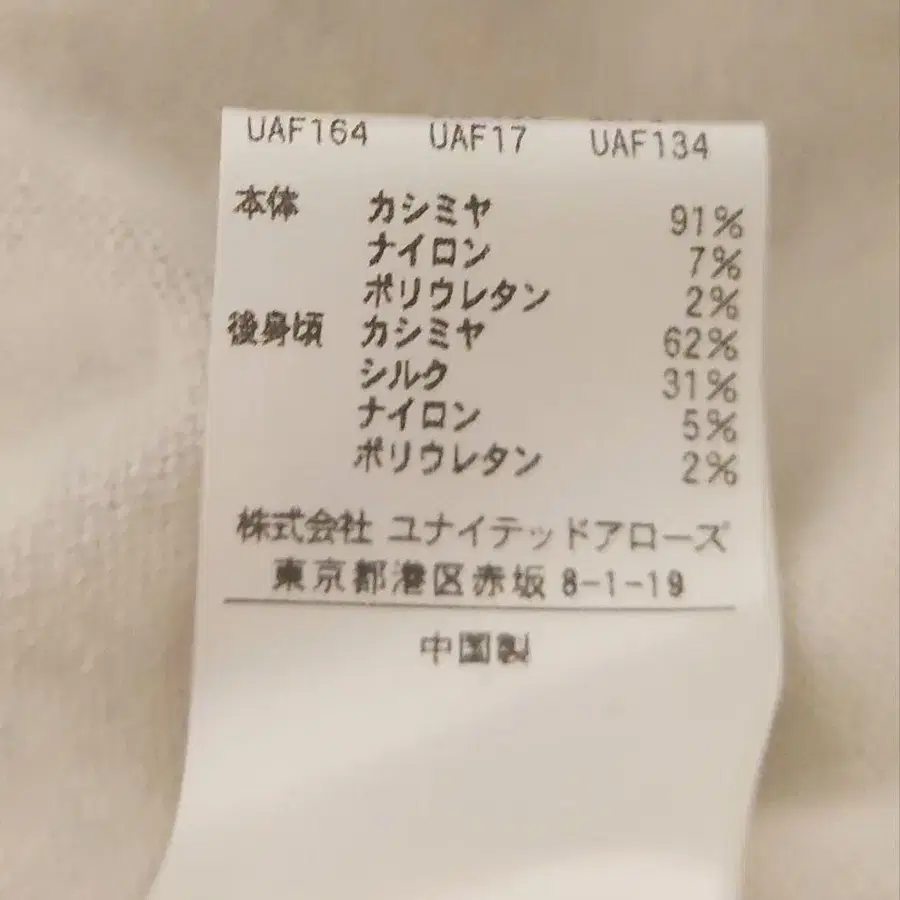 UAF164 UAF17 UAF134
本体 カシミヤ 91%
ナイロン 7%
ポリウレタン 2%
後身頃 カシミヤ 62%
シルク 31%
ナイロン 5%
ポリウレタン 2%
株式会社 ユナイテッドアローズ
東京都港区赤坂 8-1-19
中国製